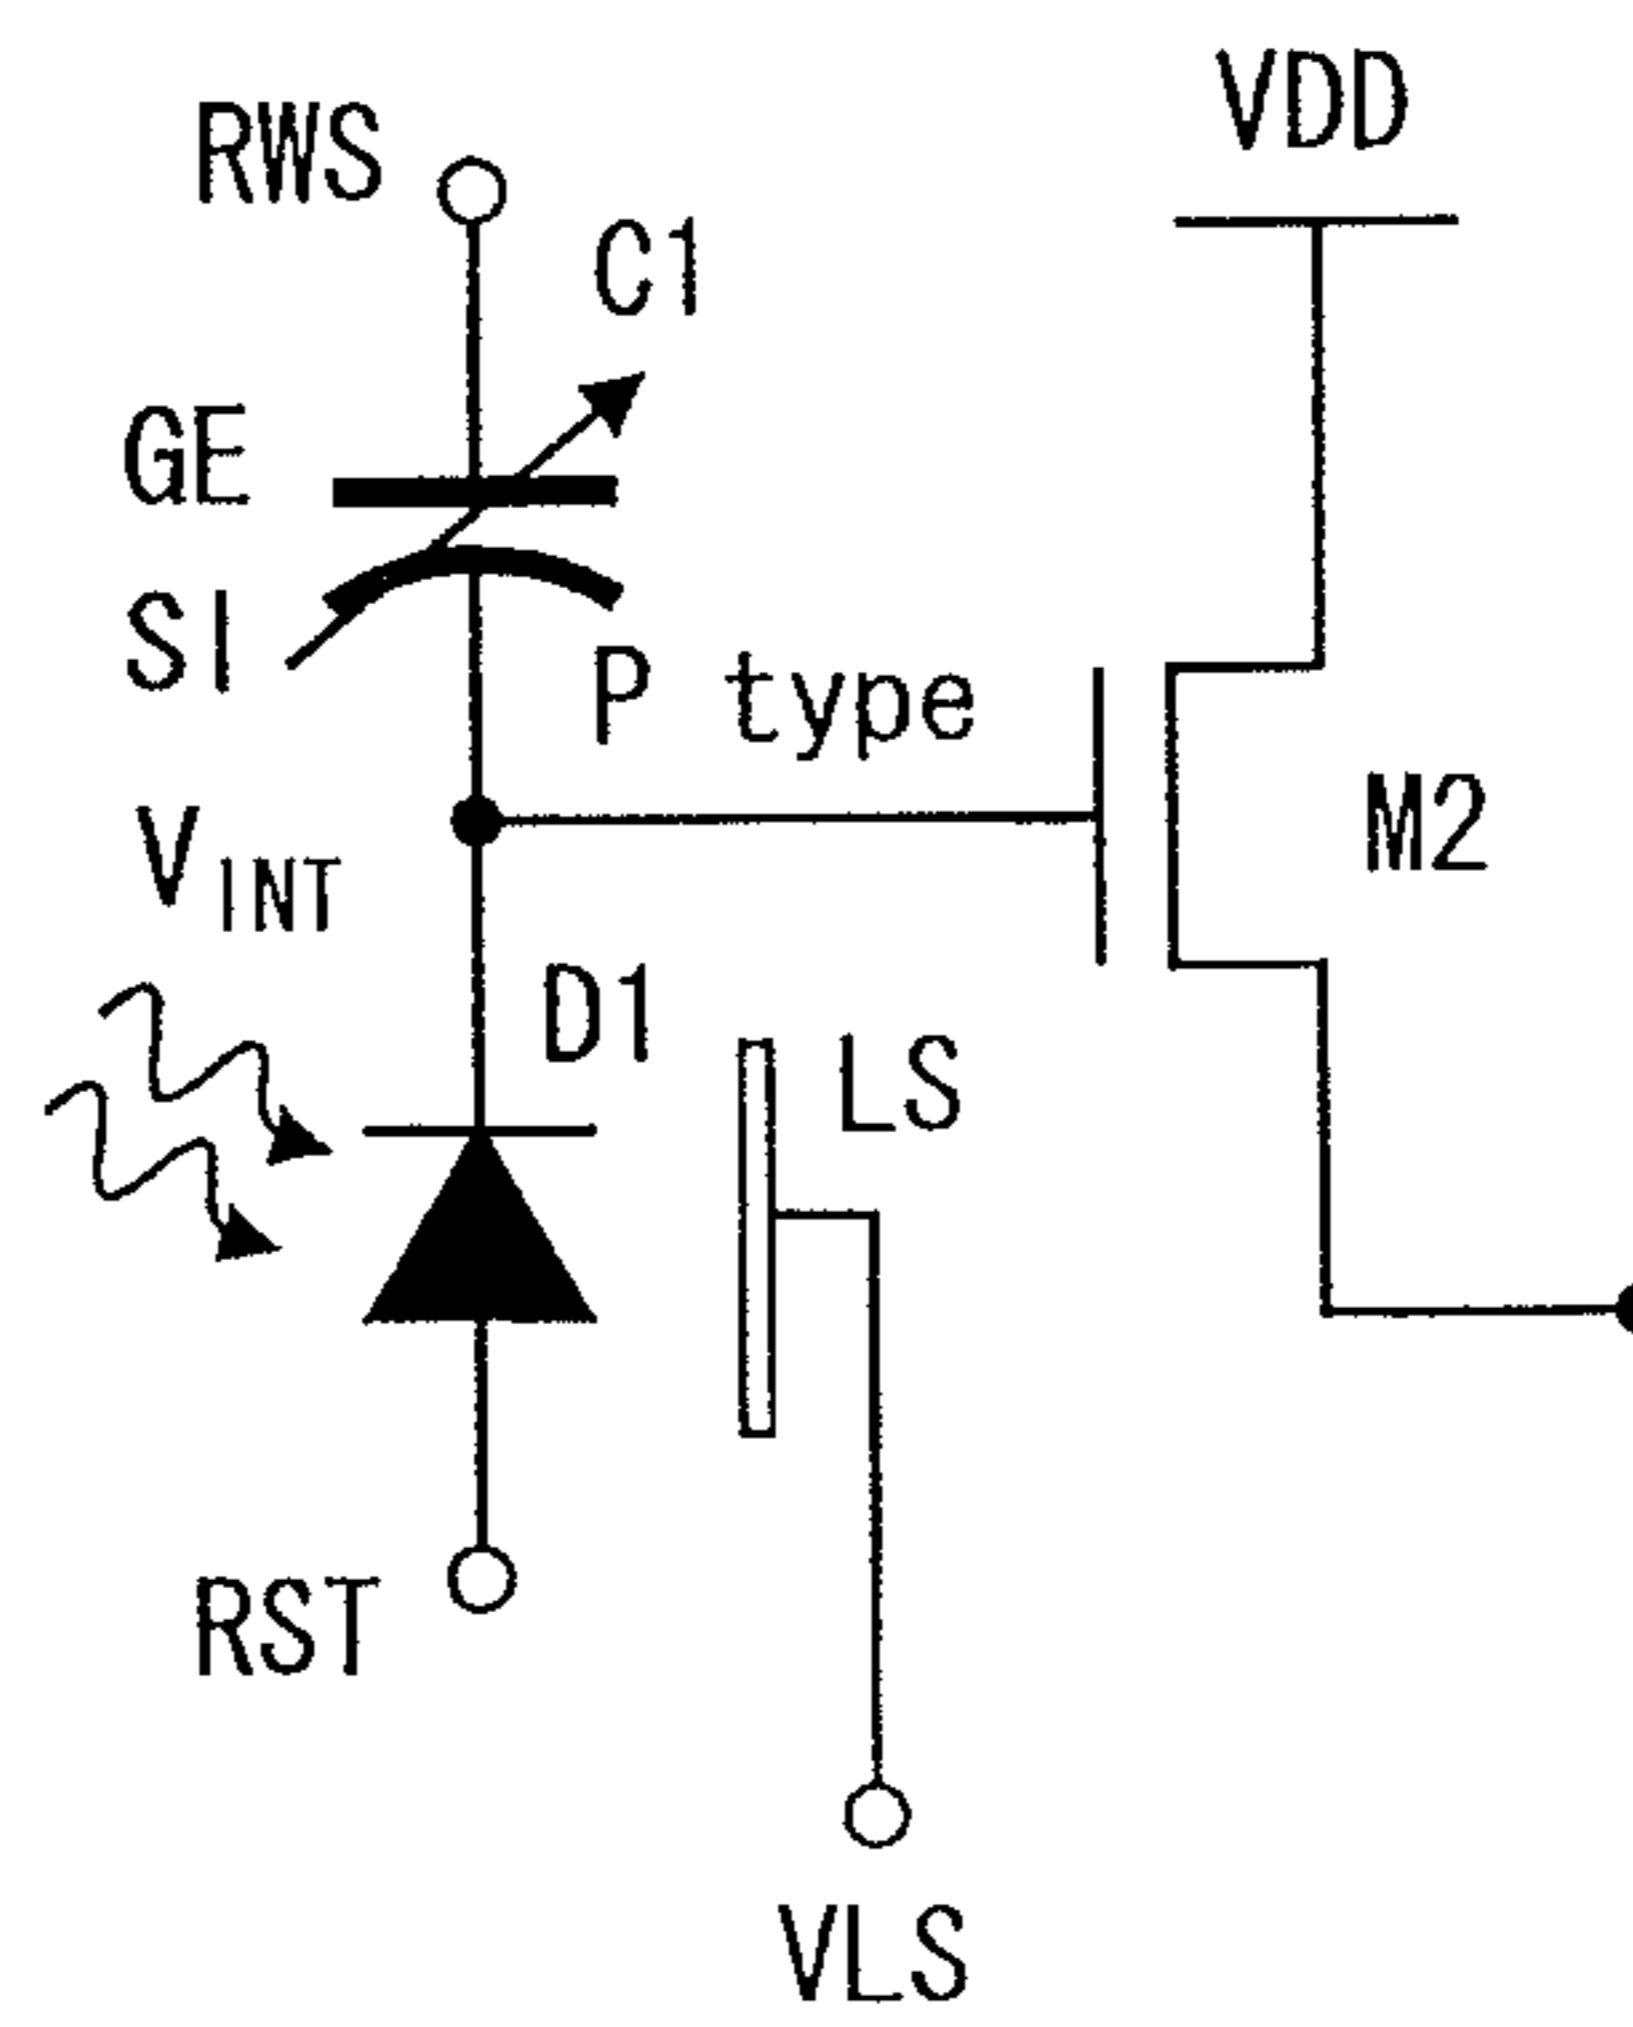 VDD
RWS
C1
GE
SI
P type
M2
VINT
D1
LS
RST
VLS